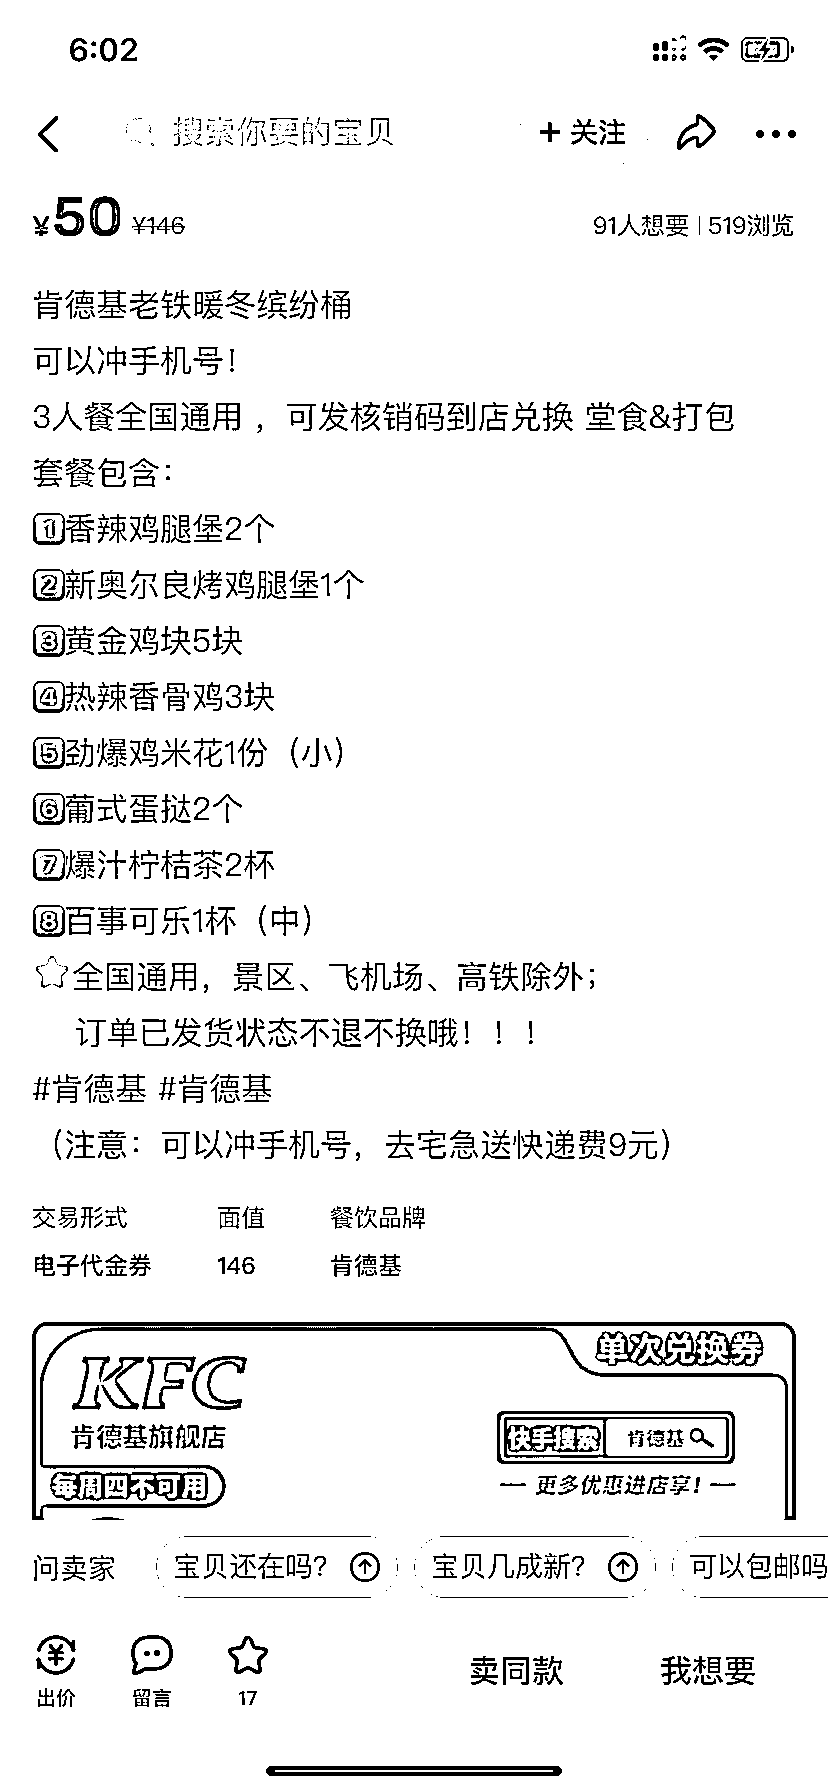 6:02
搜索你要的宝贝
+ 关注
¥50 ¥146
91人想要 | 519浏览
肯德基老铁暖冬缤纷桶
可以冲手机号！
3人餐全国通用 ，可发核销码到店兑换 堂食&打包
套餐包含：
1香辣鸡腿堡2个
2新奥尔良烤鸡腿堡1个
3黄金鸡块5块
4热辣香骨鸡3块
5劲爆鸡米花1份（小）
6葡式蛋挞2个
7爆汁柠桔茶2杯
8百事可乐1杯（中）
☆全国通用，景区、飞机场、高铁除外；
订单已发货状态不退不换哦！！！
#肯德基 #肯德基
（注意：可以冲手机号，去宅急送快递费9元）
交易形式 面值 餐饮品牌
电子代金券 146 肯德基
单次兑换券
KFC
肯德基旗舰店
快手搜索 肯德基
每周四不可用
更多优惠进店享！
问卖家 宝贝还在吗？ 宝贝几成新？ 可以包邮吗
出价 留言 17
卖同款 我想要